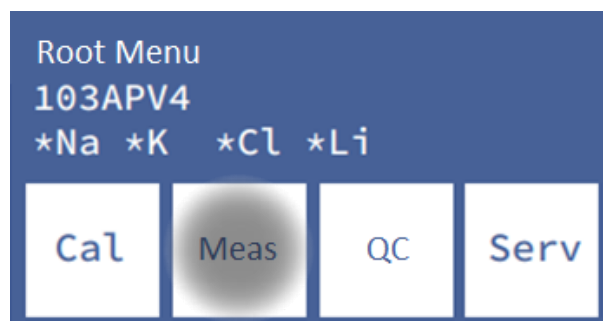 Root Menu
103APV4
*Na *K *Cl *Li
Cal Meas QC Serv